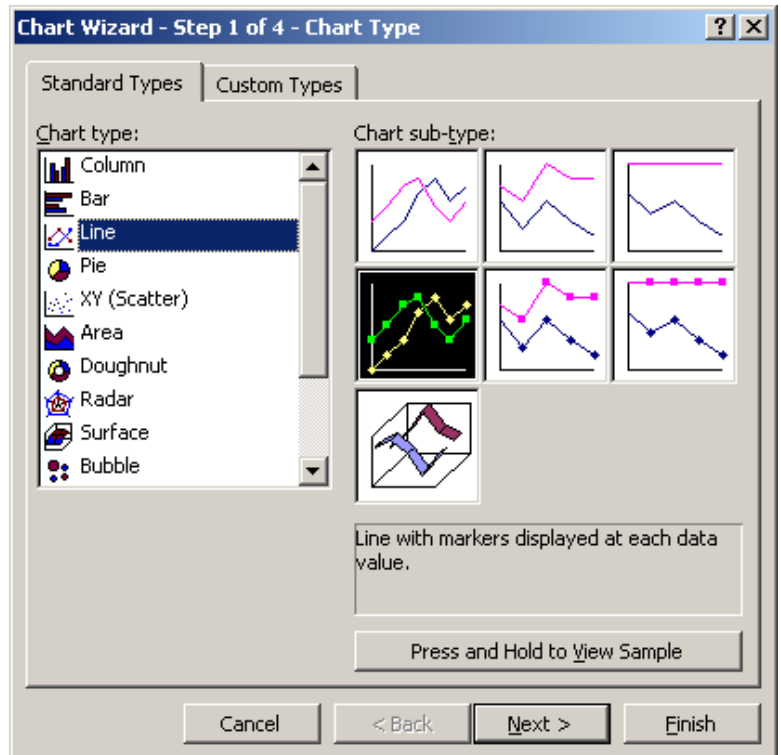 Chart Wizard - Step 1 of 4 - Chart Type
Standard Types
Custom Types
Chart type:
Column
Bar
Line
Pie
XY (Scatter)
Area
Doughnut
Radar
Surface
Bubble
Chart sub-type:
Line with markers displayed at each data
value.
Press and Hold to View Sample
Cancel
< Back
Next >
Finish